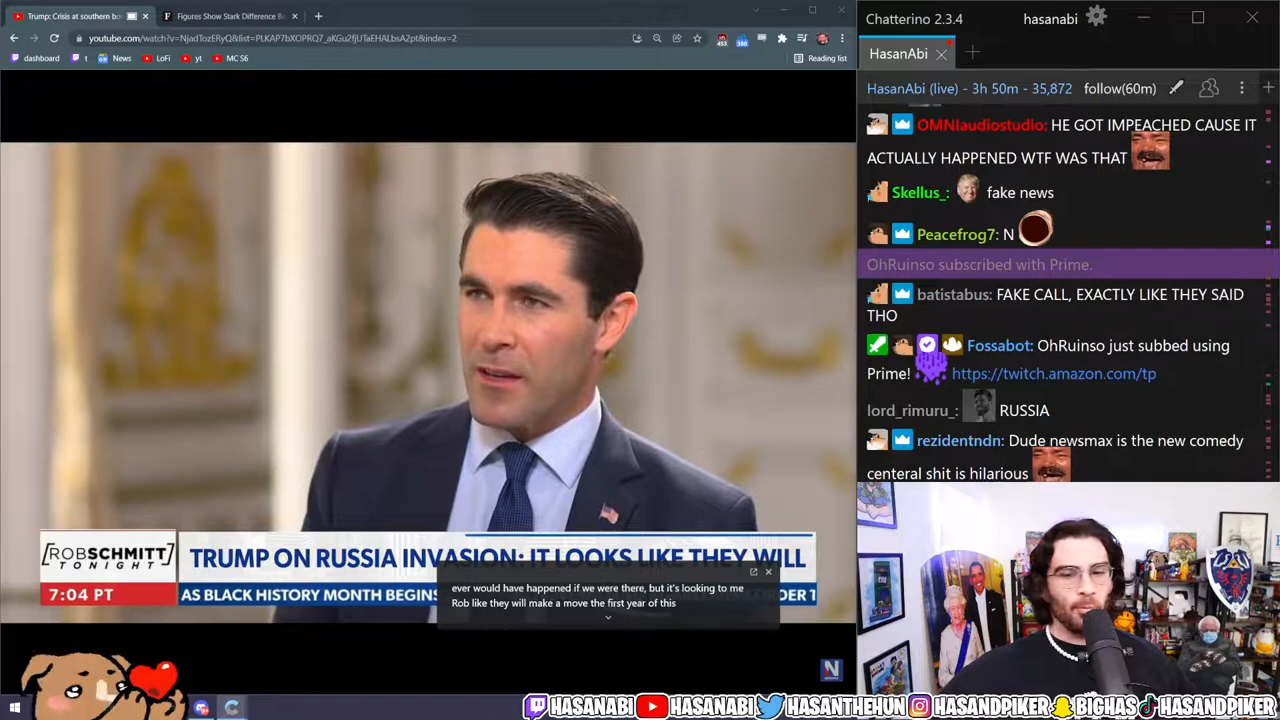 Trump: Crisis at southern bo
Figures Show Stark Difference Be
youtube.com/watch?v=NjadTozERyQ&list=PLKAP7bXOPRQ7_aKGu2fjUTaEHALbsA2pt&index=2
453
386
dashboard
t
News
LoFi
yt
MC S6
Reading list
ROBSCHMITT
TONIGHT
TRUMP ON RUSSIA INVASION: IT LOOKS LIKE THEY WILL
7:04 PT
AS BLACK HISTORY MONTH BEGINS
ever would have happened if we were there, but it's looking to me
Rob like they will make a move the first year of this
N
Chatterino 2.3.4
hasanabi
HasanAbi
HasanAbi (live) - 3h 50m - 35,872
follow(60m)
OMNIaudiostudio: HE GOT IMPEACHED CAUSE IT
ACTUALLY HAPPENED WTF WAS THAT
Skellus_: fake news
Peacefrog7: N
OhRuinso subscribed with Prime.
batistabus: FAKE CALL, EXACTLY LIKE THEY SAID
THO
Fossabot: OhRuinso just subbed using
Prime! https://twitch.amazon.com/tp
lord_rimuru_: RUSSIA
rezidentndn: Dude newsmax is the new comedy
centeral shit is hilarious
HASANABI HASANABI HASANTHEHUN HASANDPIKER BIGHAS HASANDPIKER